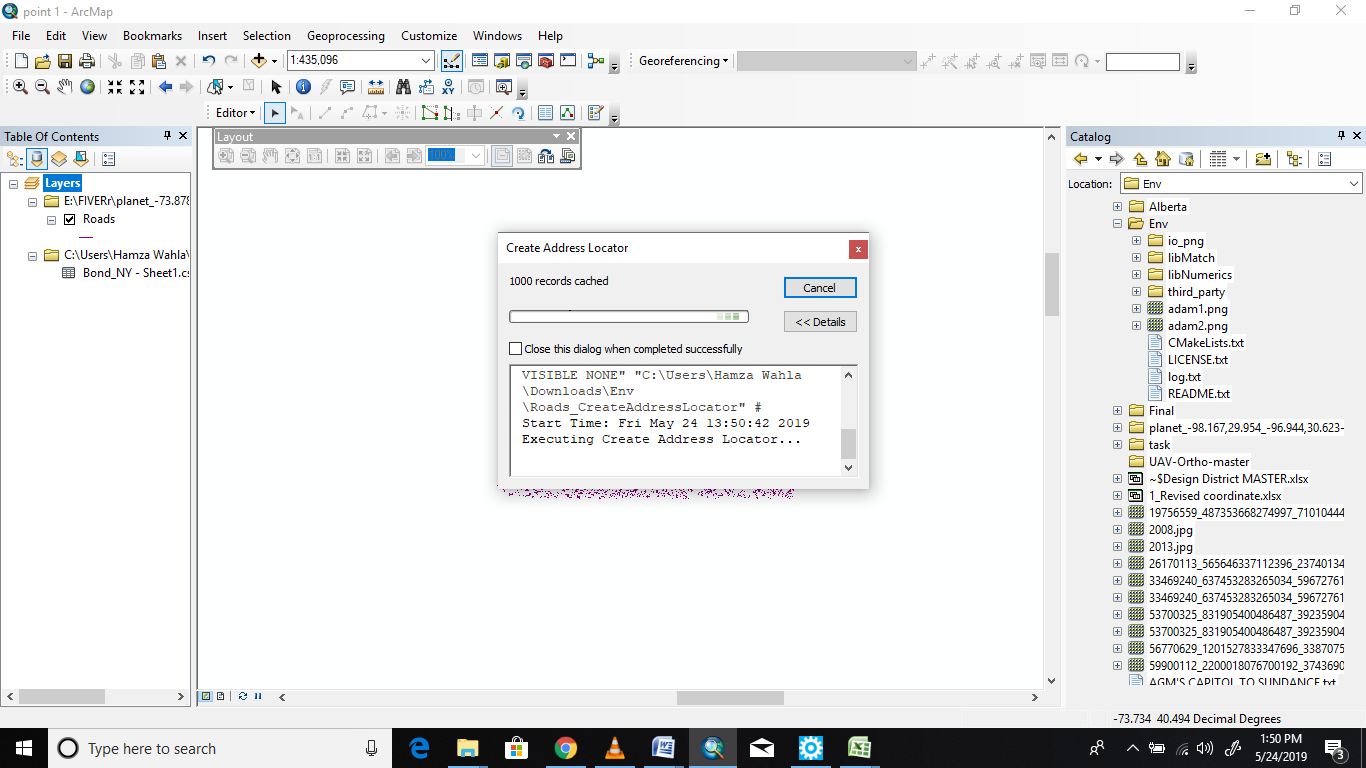 point 1 - ArcMap
File Edit View Bookmarks Insert Selection Geoprocessing Customize Windows Help
1:435,096
Georeferencing
Editor
Table Of Contents
Layers
E:\FIVERr\planet_-73.878
Roads
C:\Users\Hamza Wahla\
Bond_NY - Sheet1.cs
Layout
100%
Create Address Locator
1000 records cached
Cancel
<< Details
Close this dialog when completed successfully
VISIBLE NONE" "C:\Users\Hamza Wahla
\Downloads\Env
\Roads_CreateAddressLocator" #
Start Time: Fri May 24 13:50:42 2019
Executing Create Address Locator...
Catalog
Location: Env
Alberta
Env
io_png
libMatch
libNumerics
third_party
adam1.png
adam2.png
CMakeLists.txt
LICENSE.txt
log.txt
README.txt
Final
planet_-98.167,29.954_-96.944,30.623-
task
UAV-Ortho-master
~$Design District MASTER.xlsx
1_Revised coordinate.xlsx
19756559_487353668274997_71010444
2008.jpg
2013.jpg
26170113_565646337112396_23740134
33469240_637453283265034_59672761
33469240_637453283265034_59672761
53700325_831905400486487_39235904
53700325_831905400486487_39235904
56770629_1201527833347696_3387075
59900112_2200018076700192_3743690
AGM'S CAPITOL TO SUNDANCE.txt
-73.734 40.494 Decimal Degrees
Type here to search
1:50 PM
5/24/2019
3